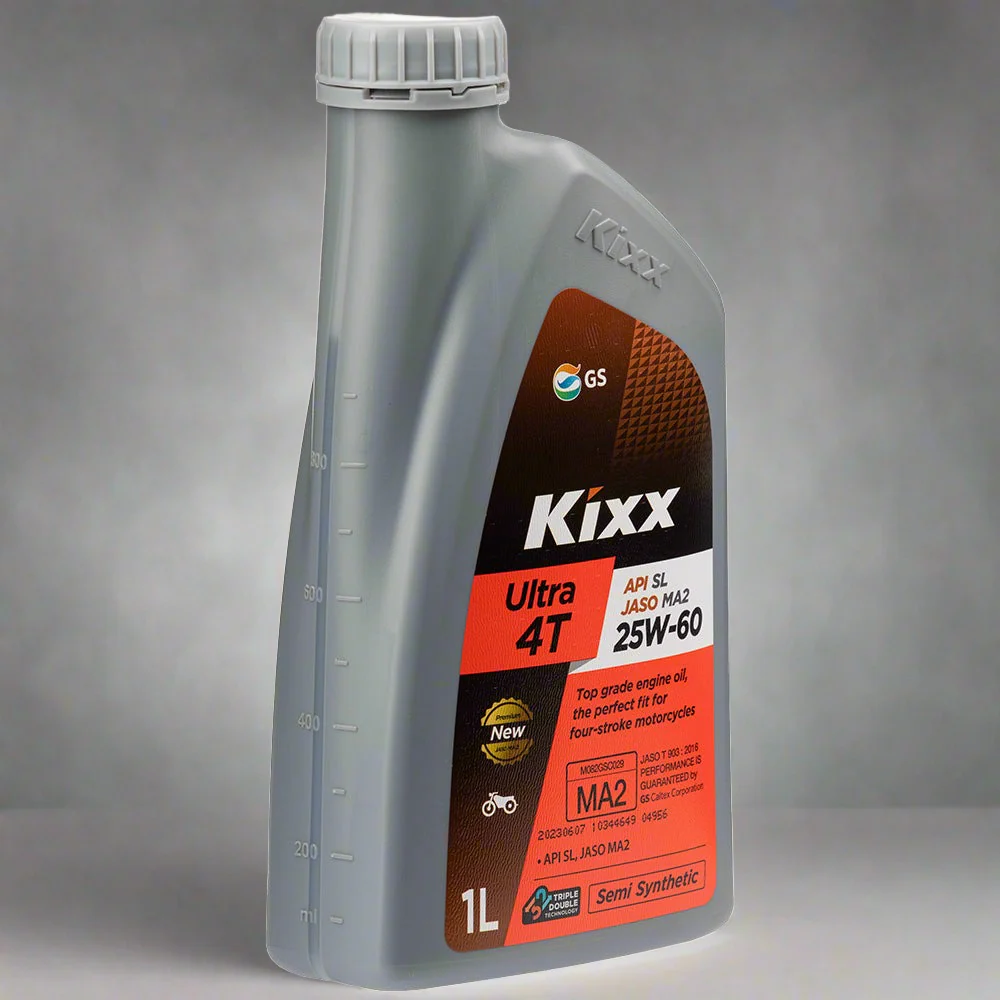 Kixx
GS
Kixx
Ultra
4T
API SL
JASO MA2
25W-60
Top grade engine oil,
the perfect fit for
four-stroke motorcycles
Premium
New
JASO MA2
M082GSC029
MA2
JASO T 903 : 2016
PERFORMANCE IS
GUARANTEED by
GS Caltex Corporation
20230607 10344649 04956
• API SL, JASO MA2
1L
TRIPLE
DOUBLE
TECHNOLOGY
Semi Synthetic
800
600
400
200
ml